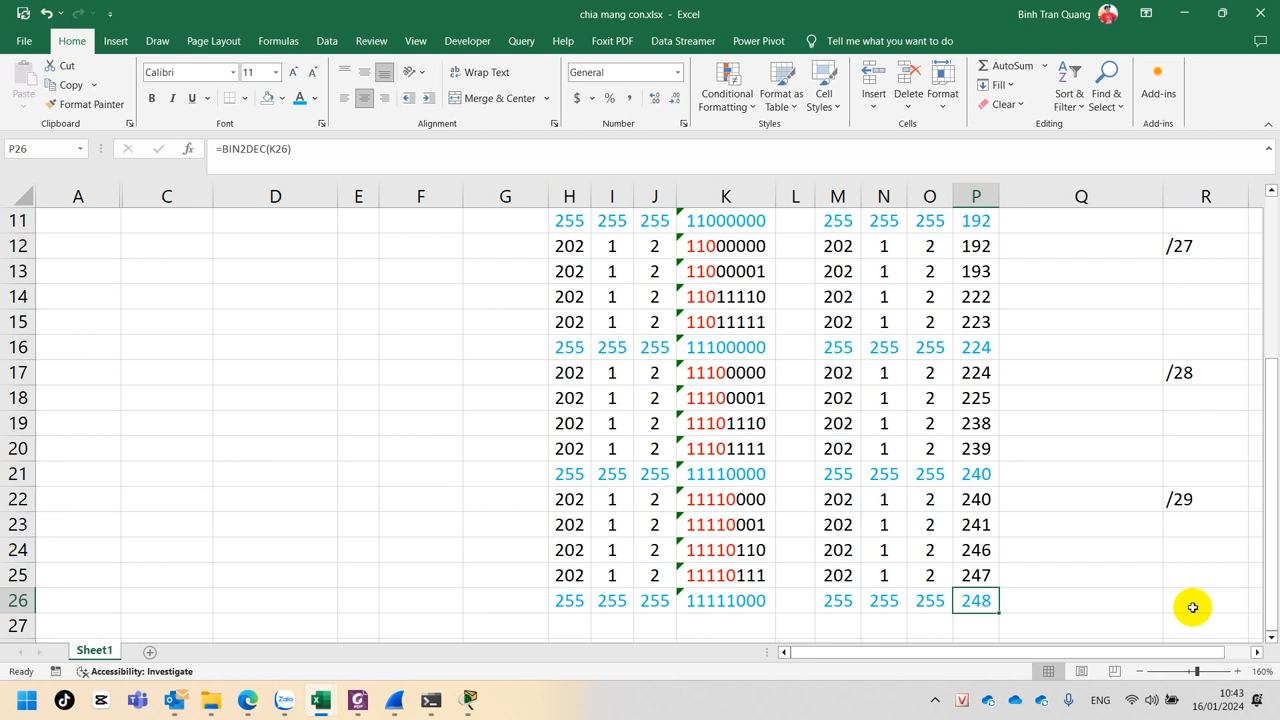 chia mang con.xlsx - Excel
Binh Tran Quang
File Home Insert Draw Page Layout Formulas Data Review View Developer Query Help Foxit PDF Data Streamer Power Pivot Tell me what you want to do
Paste
Cut
Copy
Format Painter
Clipboard
Calibri 11
B I U
Font
Wrap Text
Merge & Center
Alignment
General
$ % ,
Number
Conditional Formatting
Format as Table
Cell Styles
Styles
Insert Delete Format
Cells
AutoSum
Fill
Clear
Sort & Filter
Find & Select
Editing
Add-ins
Add-ins
P26 fx =BIN2DEC(K26)
A C D E F G H I J K L M N O P Q R
11 255 255 255 11000000 255 255 255 192
12 202 1 2 11000000 202 1 2 192 /27
13 202 1 2 11000001 202 1 2 193
14 202 1 2 11011110 202 1 2 222
15 202 1 2 11011111 202 1 2 223
16 255 255 255 11100000 255 255 255 224
17 202 1 2 11100000 202 1 2 224 /28
18 202 1 2 11100001 202 1 2 225
19 202 1 2 11101110 202 1 2 238
20 202 1 2 11101111 202 1 2 239
21 255 255 255 11110000 255 255 255 240
22 202 1 2 11110000 202 1 2 240 /29
23 202 1 2 11110001 202 1 2 241
24 202 1 2 11110110 202 1 2 246
25 202 1 2 11110111 202 1 2 247
26 255 255 255 11111000 255 255 255 248
27
Sheet1
Ready Accessibility: Investigate 160%
Zalo
ENG
10:43
16/01/2024